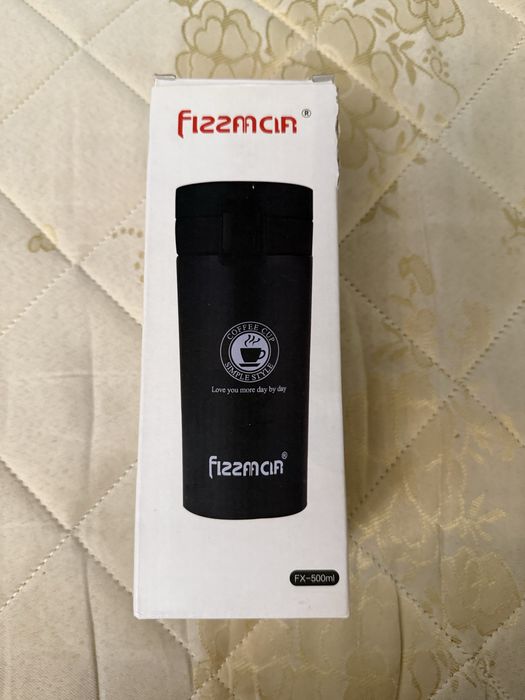 FIZZMCIR®
COFFEE CUP
SIMPLE STYLE
Love you more day by day
FIZZMCIR®
FX-500ml